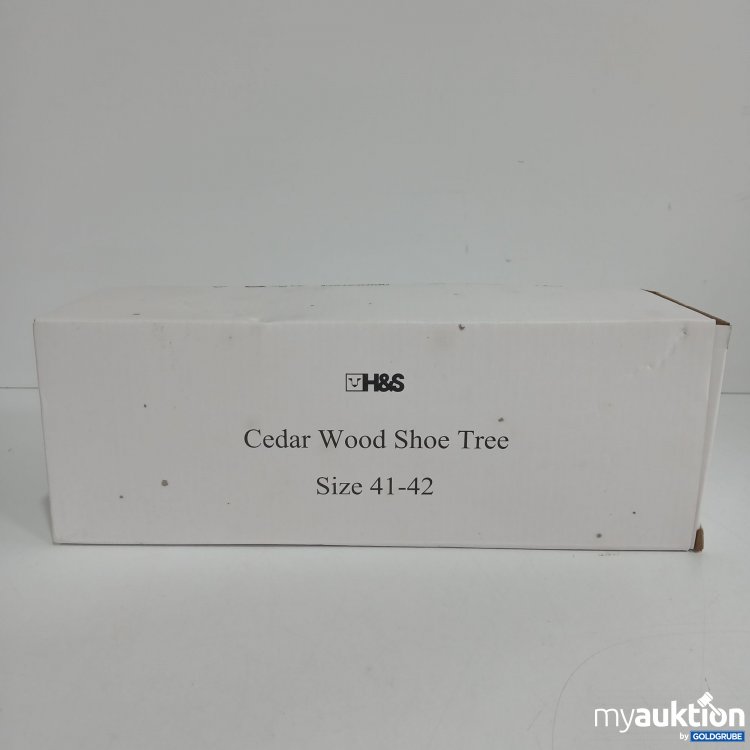 H&S
Cedar Wood Shoe Tree
Size 41-42
myauktion
by GOLDGRUBE